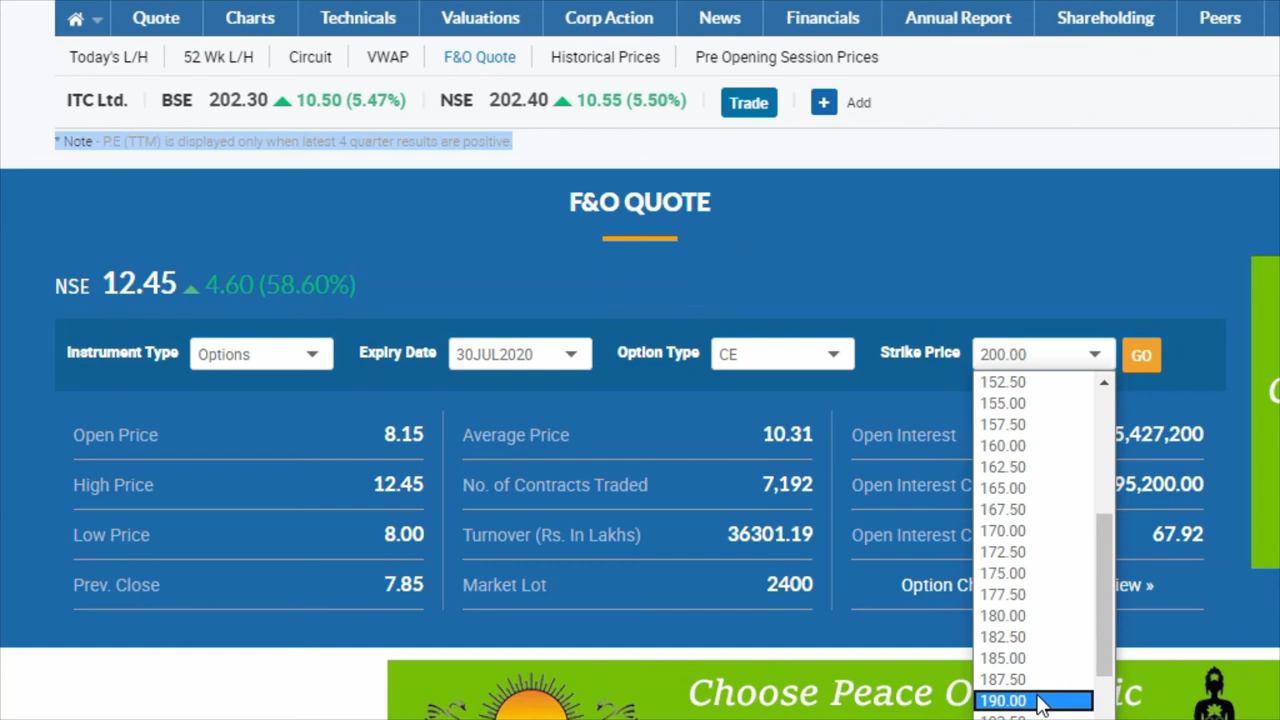 Quote Charts Technicals Valuations Corp Action News Financials Annual Report Shareholding Peers
Today's L/H 52 Wk L/H Circuit VWAP F&O Quote Historical Prices Pre Opening Session Prices
ITC Ltd. BSE 202.30 10.50 (5.47%) NSE 202.40 10.55 (5.50%) Trade + Add
* Note - P.E (TTM) is displayed only when latest 4 quarter results are positive.
F&O QUOTE
NSE 12.45 4.60 (58.60%)
Instrument Type Options Expiry Date 30JUL2020 Option Type CE Strike Price 200.00 GO
152.50
155.00
157.50
160.00
162.50
165.00
167.50
170.00
172.50
175.00
177.50
180.00
182.50
185.00
187.50
190.00
Open Price 8.15
High Price 12.45
Low Price 8.00
Prev. Close 7.85
Average Price 10.31
No. of Contracts Traded 7,192
Turnover (Rs. In Lakhs) 36301.19
Market Lot 2400
Open Interest 5,427,200
Open Interest C 95,200.00
Open Interest C 67.92
Option Ch iew »
Choose Peace O ic